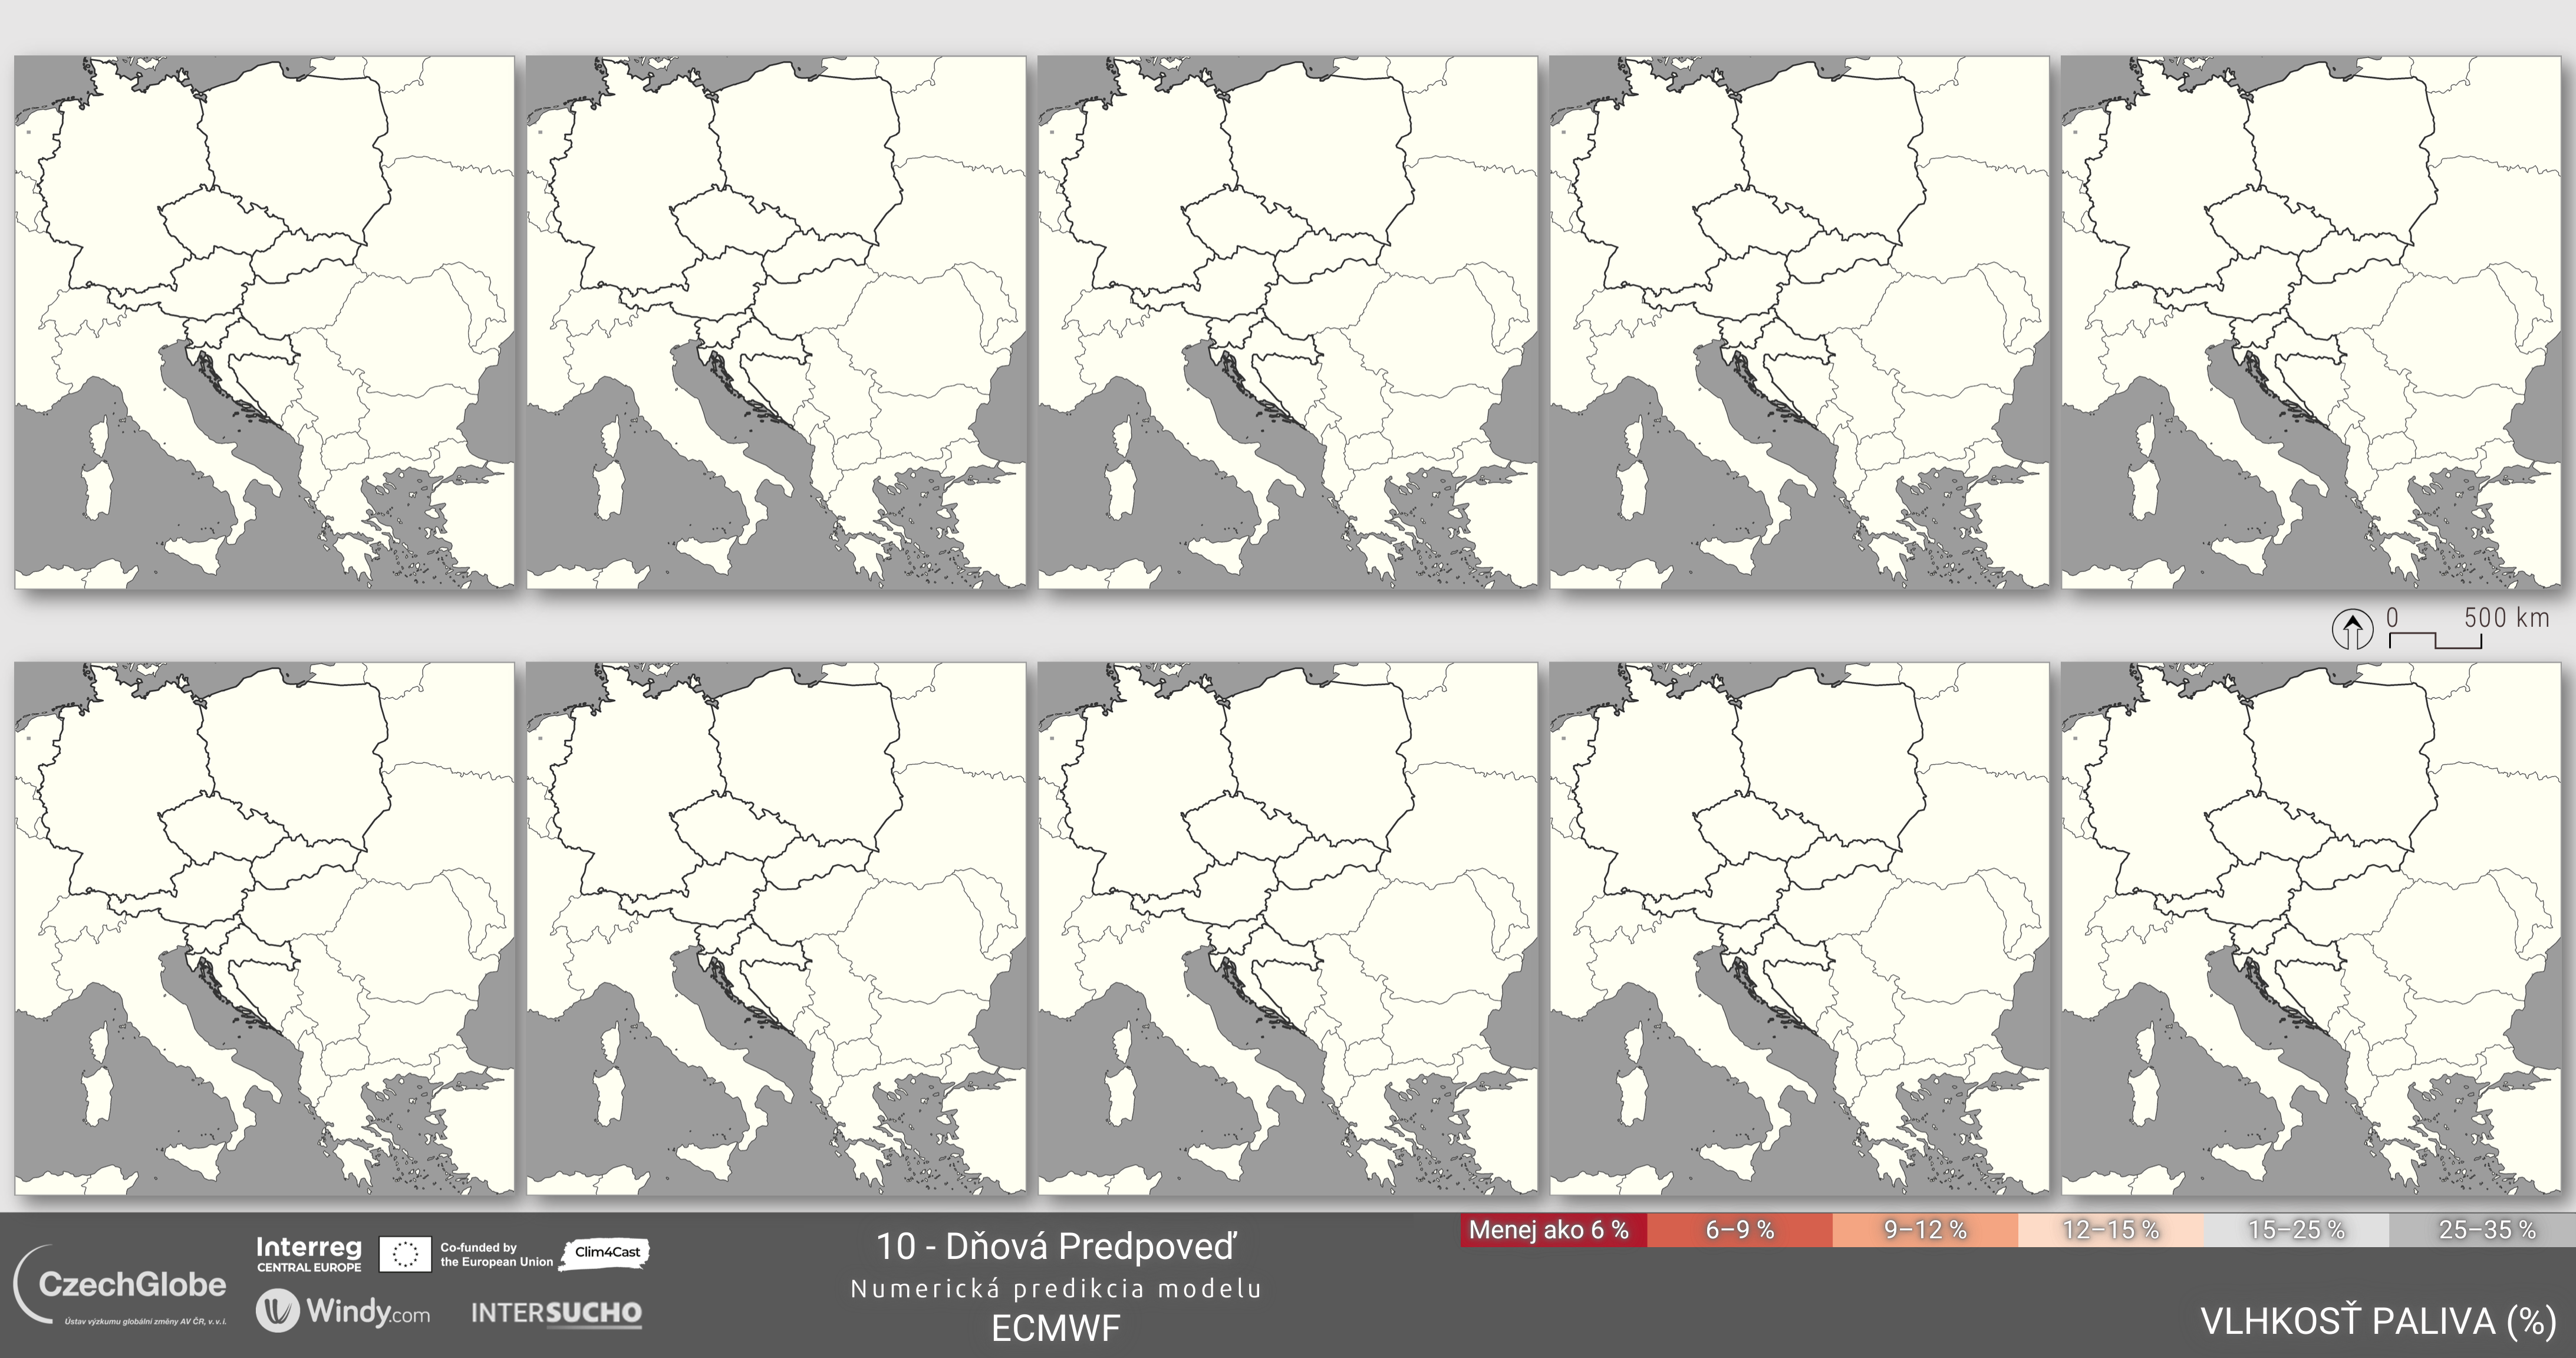 0 500 km
Menej ako 6 %
6–9 %
9–12 %
12–15 %
15–25 %
25–35 %
Interreg
CENTRAL EUROPE
Co-funded by
the European Union
Clim4Cast
CzechGlobe
Ústav výzkumu globální změny AV ČR, v. v. i.
Windy.com
INTERSUCHO
10 - Dňová Predpoveď
Numerická predikcia modelu
ECMWF
VLHKOSŤ PALIVA (%)